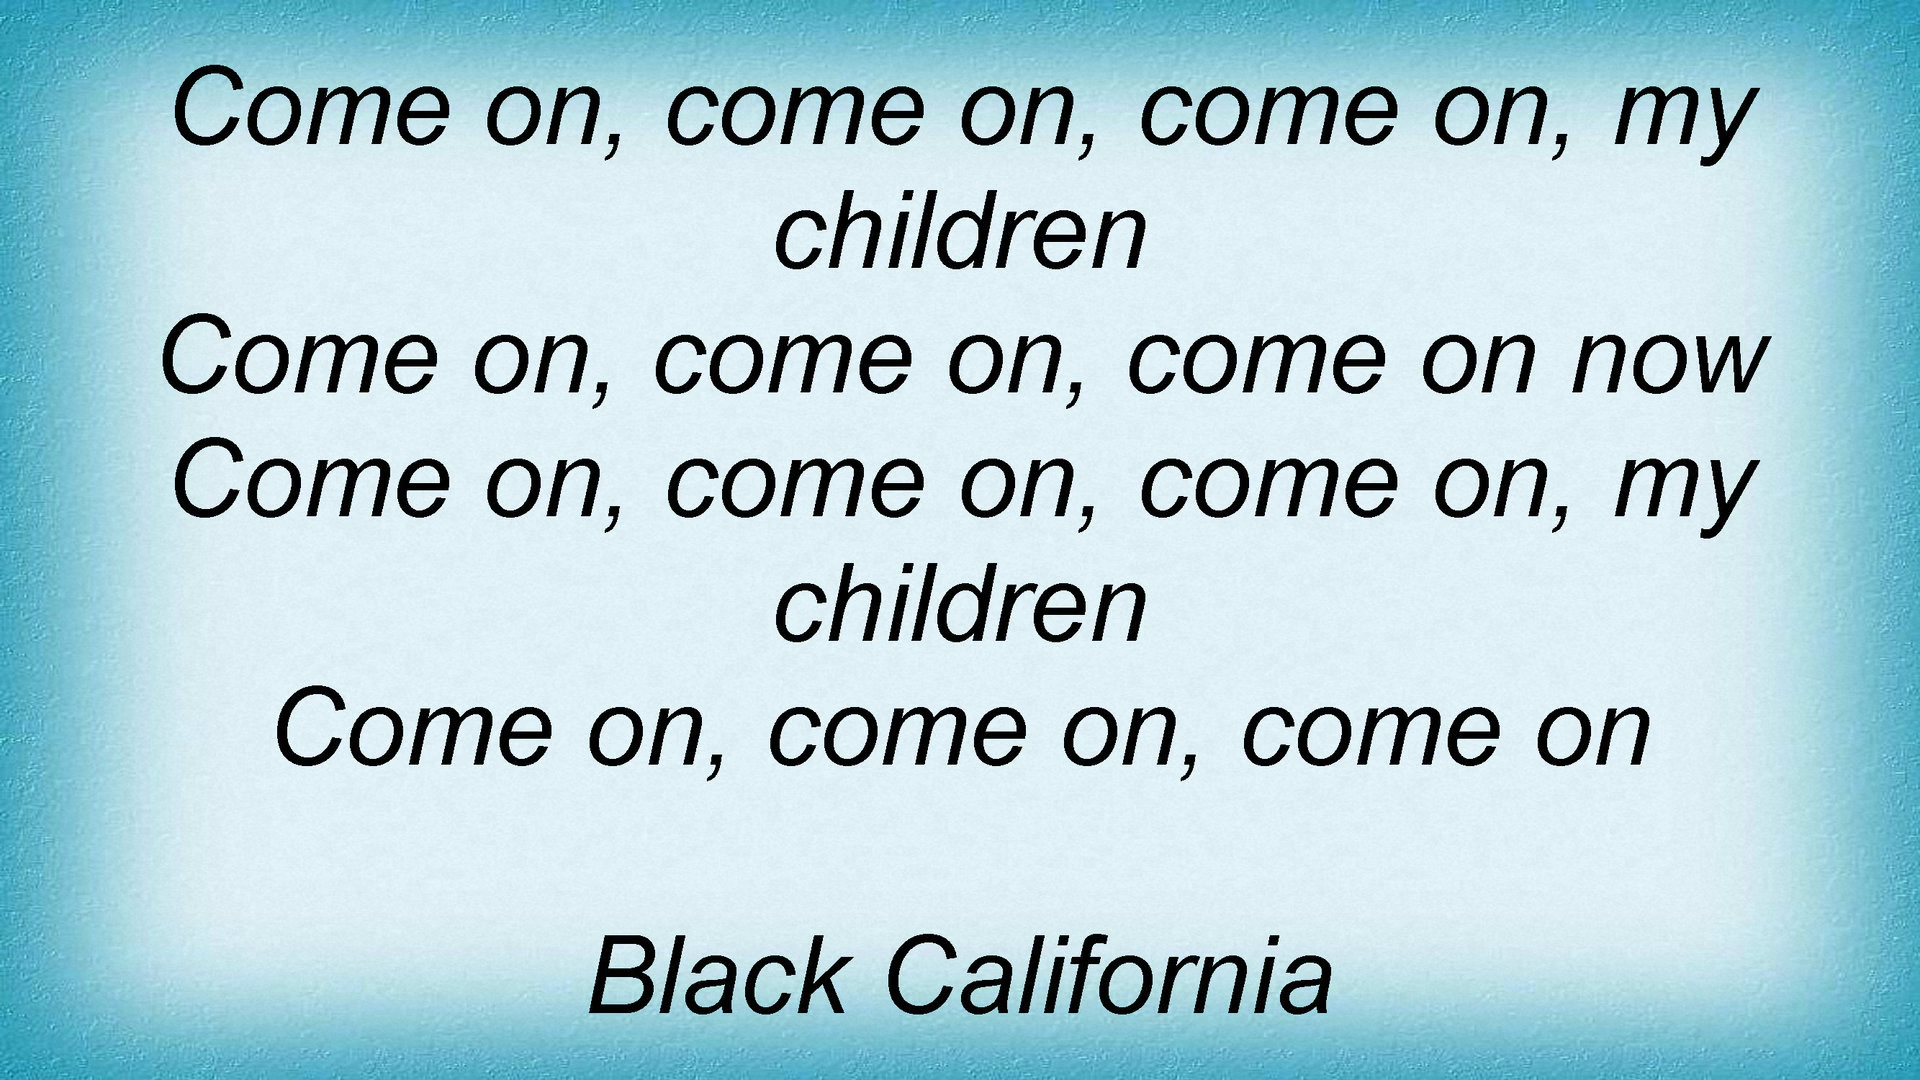 Come on, come on, come on, my
children
Come on, come on, come on now
Come on, come on, come on, my
children
Come on, come on, come on
Black California